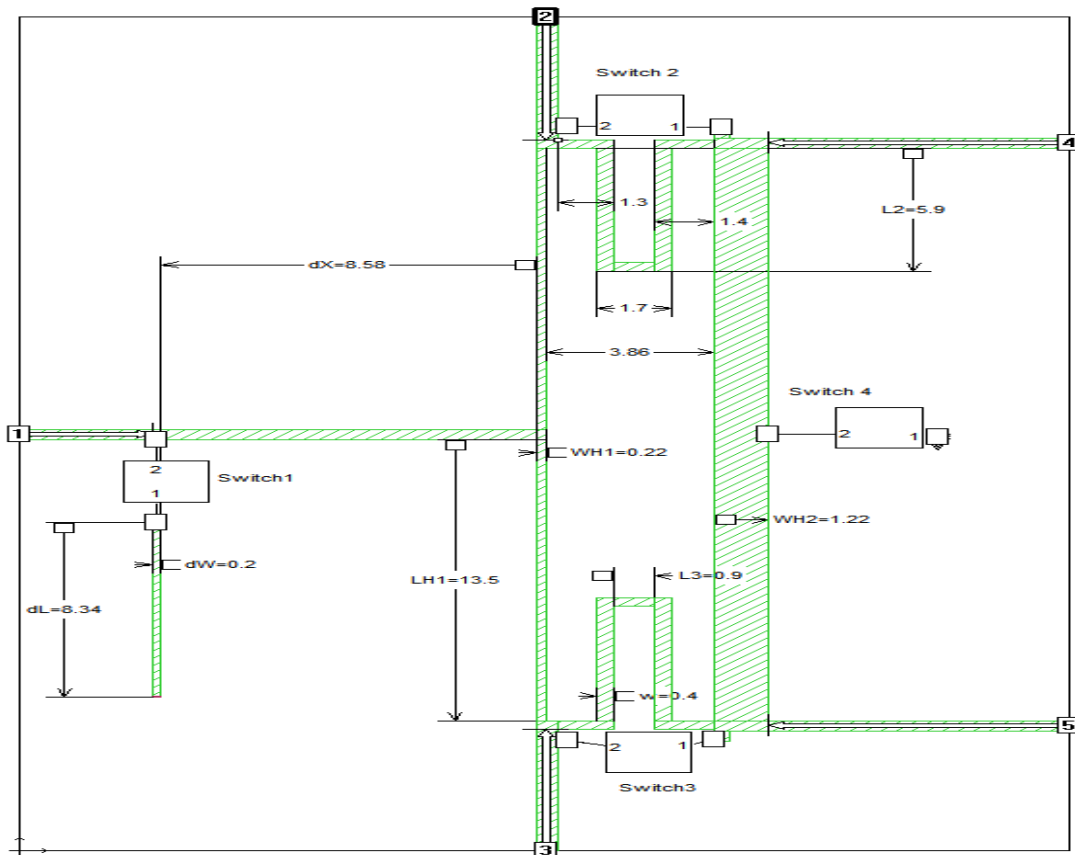 2
Switch 2
2 1
4
1.3
L2=5.9
1.4
dX=8.58
1.7
3.86
Switch 4
2 1
1
WH1=0.22
2
1
Switch1
WH2=1.22
dW=0.2
LH1=13.5
L3=0.9
dL=8.34
w=0.4
5
2 1
Switch3
3